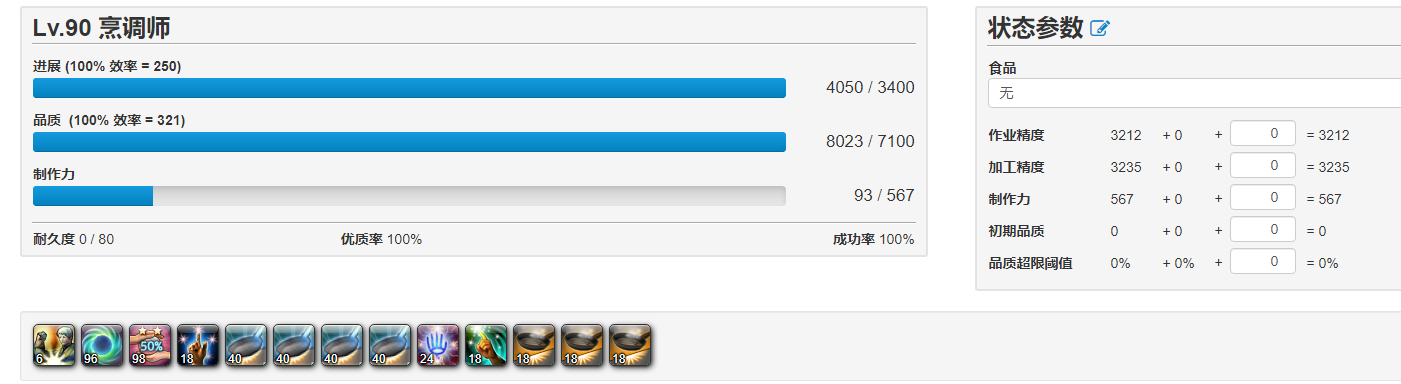 Lv.90 烹调师
进展 (100% 效率 = 250)
4050 / 3400
品质 (100% 效率 = 321)
8023 / 7100
制作力
93 / 567
耐久度 0 / 80 优质率 100% 成功率 100%
状态参数
食品
无
作业精度 3212 + 0 + 0 = 3212
加工精度 3235 + 0 + 0 = 3235
制作力 567 + 0 + 0 = 567
初期品质 0 + 0 + 0 = 0
品质超限阈值 0% + 0% + 0 = 0%
6 96 50% 98 18 40 40 40 40 24 18 18 18 18